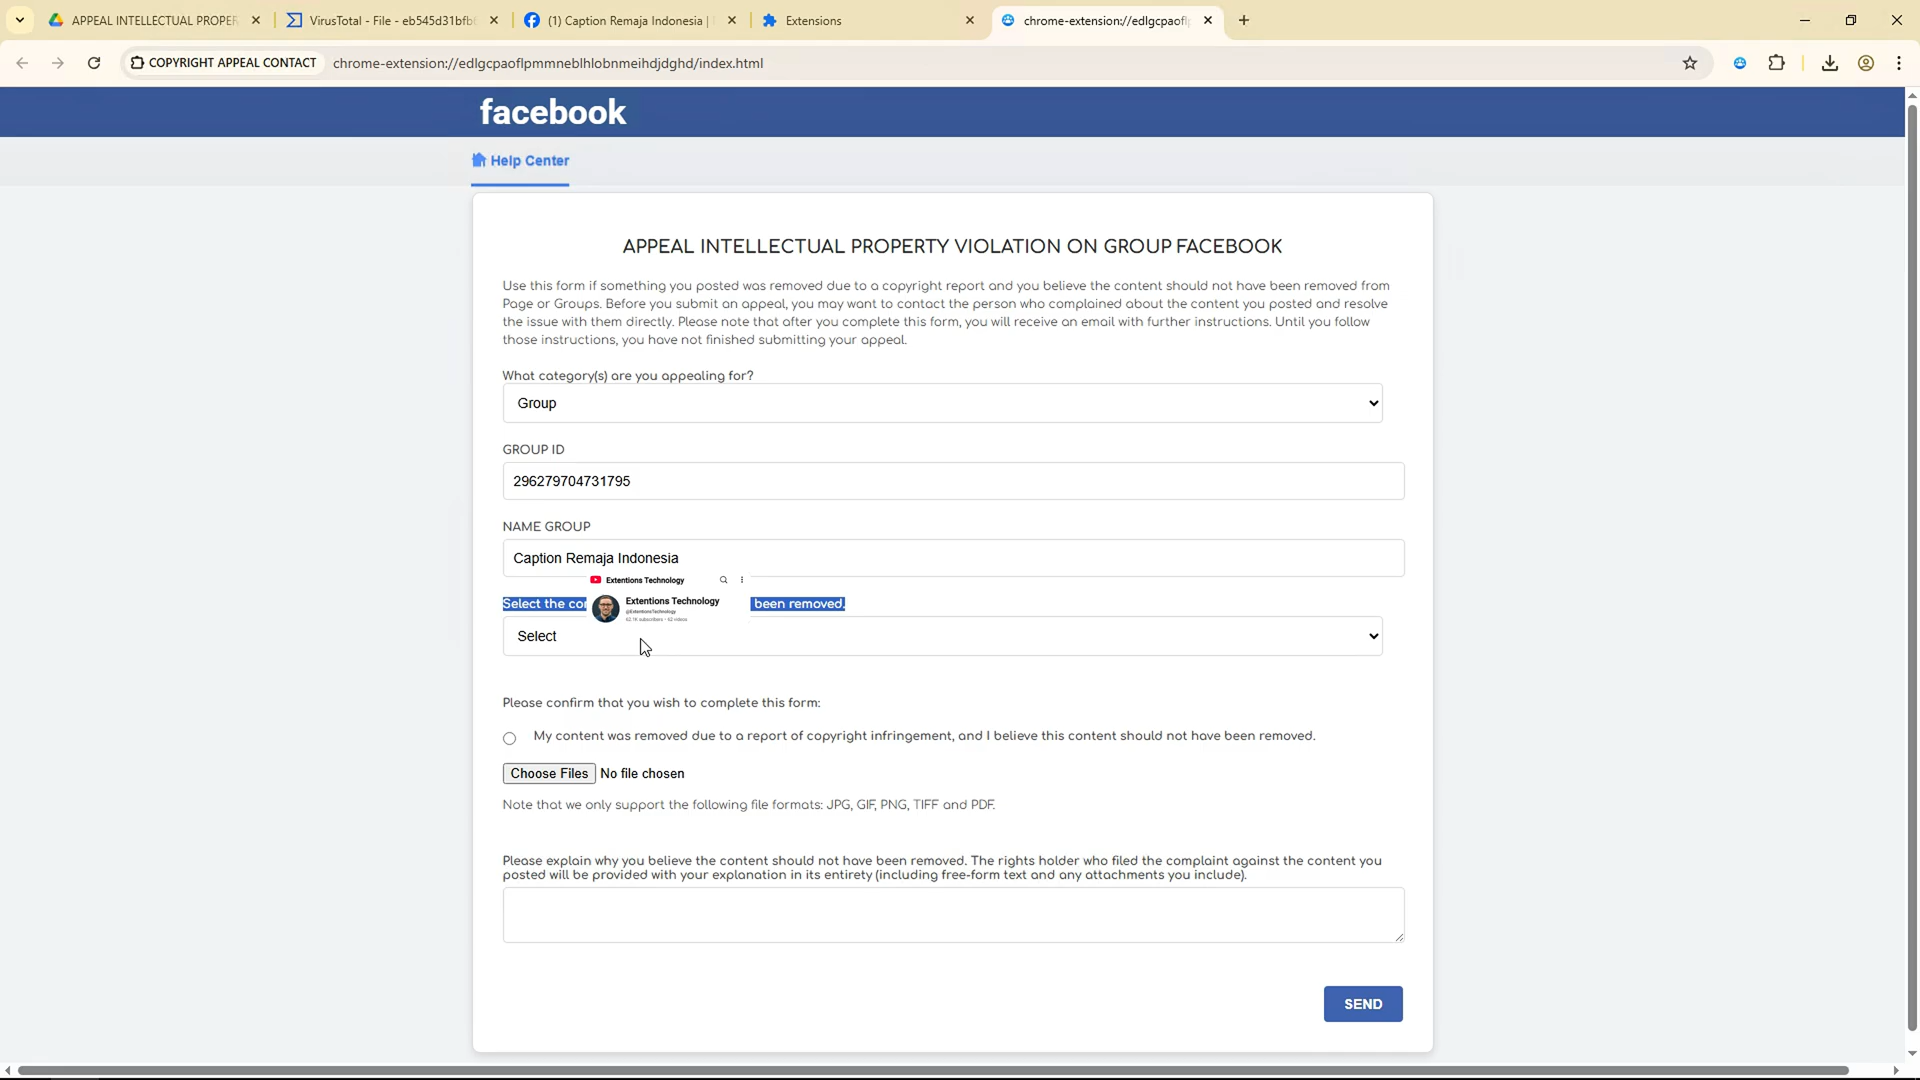 APPEAL INTELLECTUAL PROPER
VirusTotal - File - eb545d31bfb
(1) Caption Remaja Indonesia |
Extensions
chrome-extension://edlgcpaofl
COPYRIGHT APPEAL CONTACT
chrome-extension://edlgcpaoflpmmneblhlobnmeihdjdghd/index.html
facebook
Help Center
APPEAL INTELLECTUAL PROPERTY VIOLATION ON GROUP FACEBOOK
Use this form if something you posted was removed due to a copyright report and you believe the content should not have been removed from
Page or Groups. Before you submit an appeal, you may want to contact the person who complained about the content you posted and resolve
the issue with them directly. Please note that after you complete this form, you will receive an email with further instructions. Until you follow
those instructions, you have not finished submitting your appeal.
What category(s) are you appealing for?
Group
GROUP ID
296279704731795
NAME GROUP
Caption Remaja Indonesia
Extentions Technology
Select the con
been removed.
Extentions Technology
@ExtentionsTechnology
62.1K subscribers • 62 videos
Select
Please confirm that you wish to complete this form:
My content was removed due to a report of copyright infringement, and I believe this content should not have been removed.
Choose Files No file chosen
Note that we only support the following file formats: JPG, GIF, PNG, TIFF and PDF.
Please explain why you believe the content should not have been removed. The rights holder who filed the complaint against the content you
posted will be provided with your explanation in its entirety (including free-form text and any attachments you include).
SEND